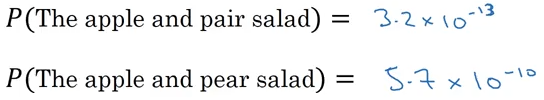 P(The apple and pair salad) = 3.2 × 10⁻¹³
P(The apple and pear salad) = 5.7 × 10⁻¹⁰